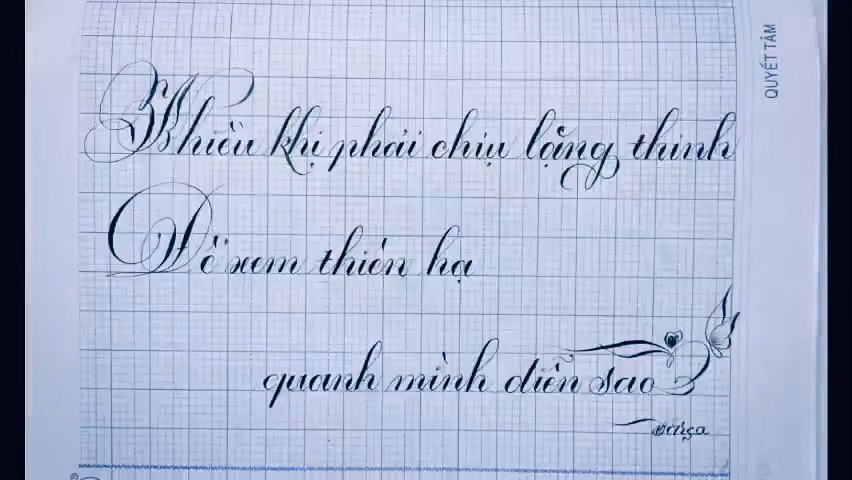 Nhiều khi phải chịu lặng thinh
Để xem thiên hạ
quanh mình diễn sao
QUYẾT TÂM